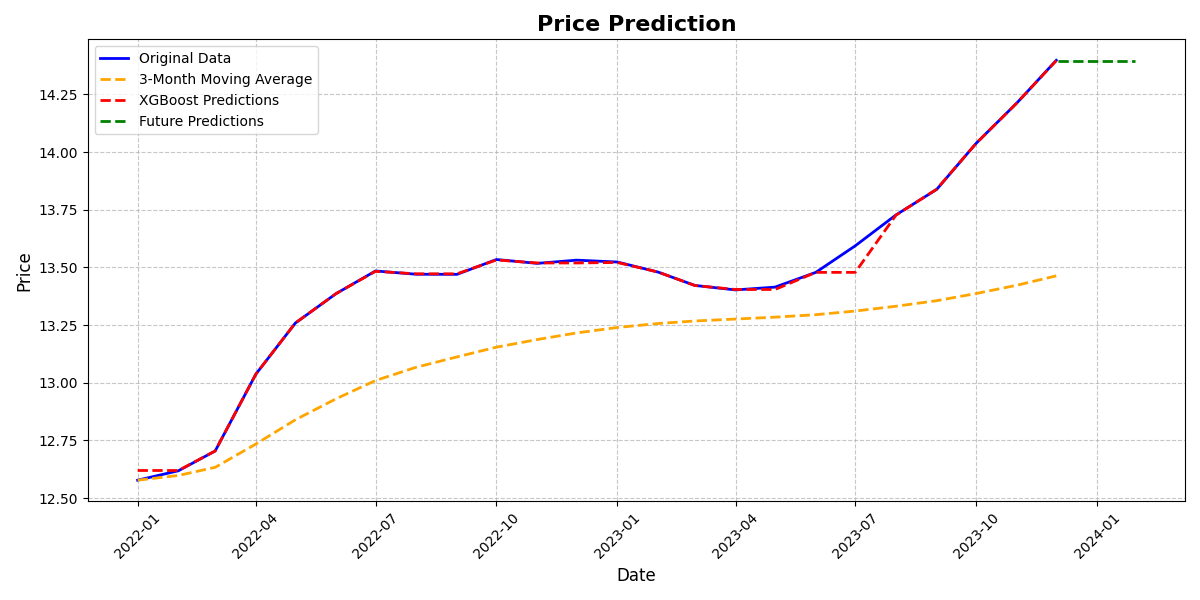 Price Prediction
Original Data
3-Month Moving Average
XGBoost Predictions
Future Predictions
Price
14.25
14.00
13.75
13.50
13.25
13.00
12.75
12.50
2022-01
2022-04
2022-07
2022-10
2023-01
2023-04
2023-07
2023-10
2024-01
Date